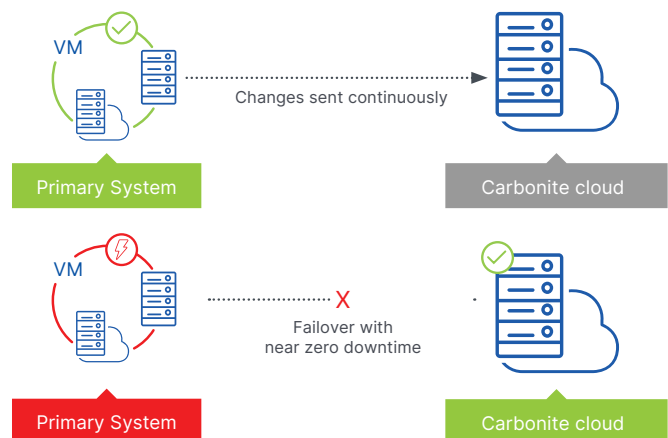 VM
Changes sent continuously
Primary System
Carbonite cloud
VM
X
Failover with
near zero downtime
Primary System
Carbonite cloud